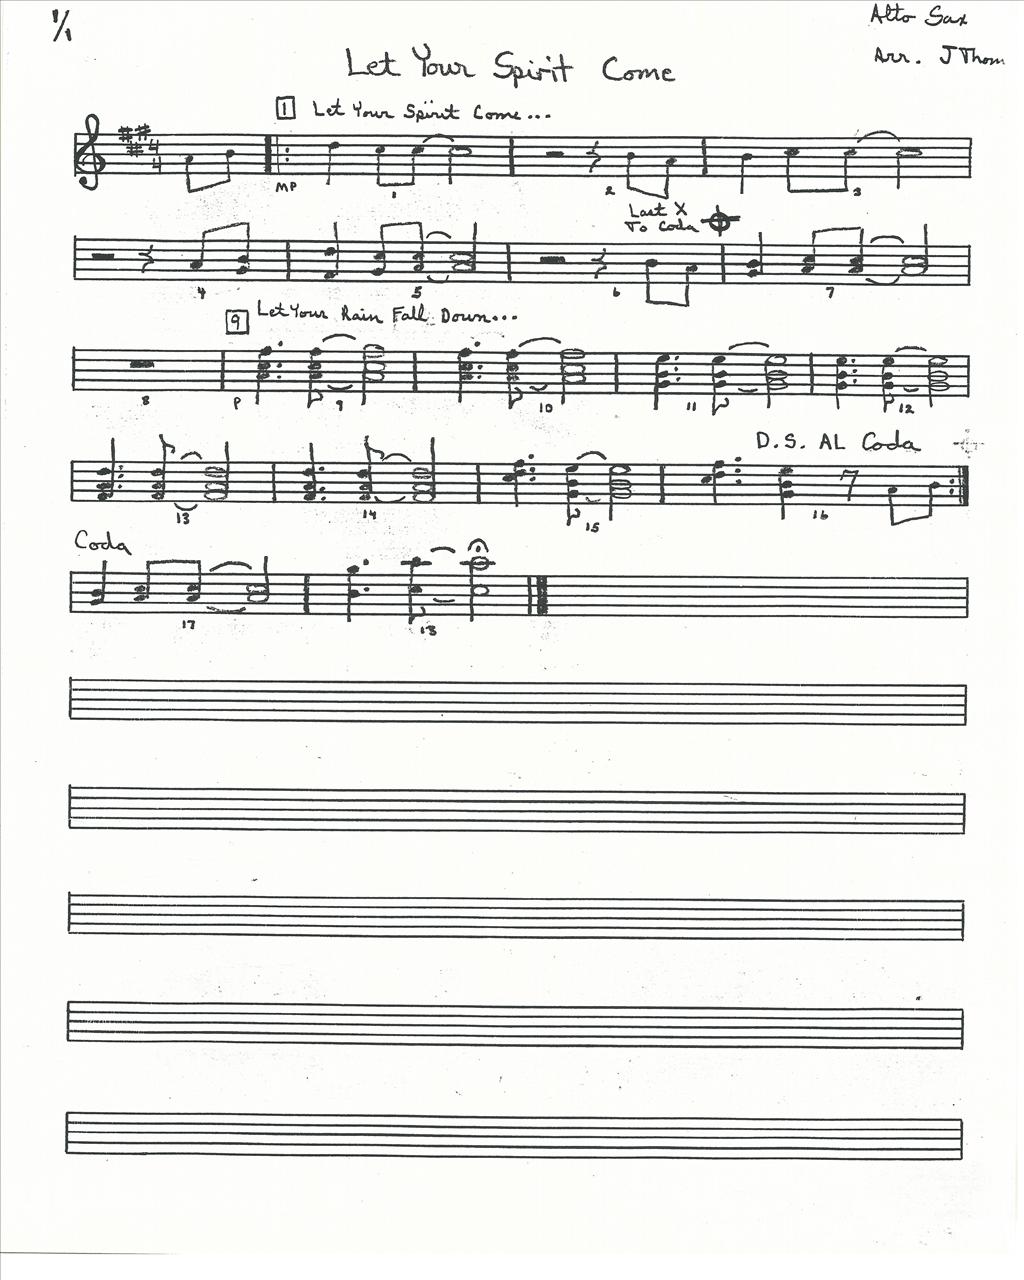 1/1
Alto Sax
Arr. J Thom
Let Your Spirit Come
1 Let Your Spirit Come...
4
4
MP 1 2 3
Last X
To Coda
4 5 6 7
9 Let Your Rain Fall Down...
8 P 9 10 11 12
D.S. AL Coda
13 14 15 16
Coda
17 18